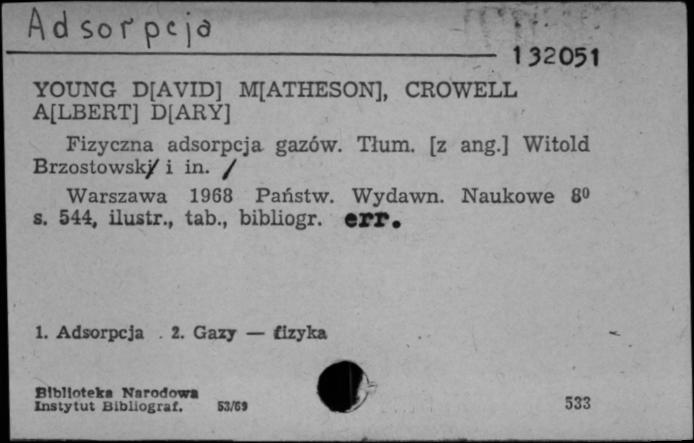 Adsorpcja
132051
YOUNG D[AVID] M[ATHESON], CROWELL
A[LBERT] D[ARY]
Fizyczna adsorpcja gazów. Tłum. [z ang.] Witold
Brzostowski/ i in. /
Warszawa 1968 Państw. Wydawn. Naukowe 8⁰
s. 544, ilustr., tab., bibliogr. err.
1. Adsorpcja . 2. Gazy — fizyka
Biblioteka Narodowa
Instytut Bibliograf. 53/69
533